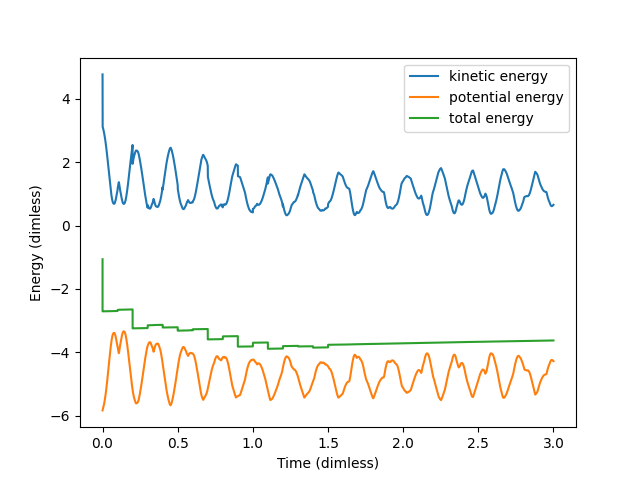 kinetic energy
potential energy
total energy
Energy (dimless)
4
2
0
−2
−4
−6
0.0 0.5 1.0 1.5 2.0 2.5 3.0
Time (dimless)